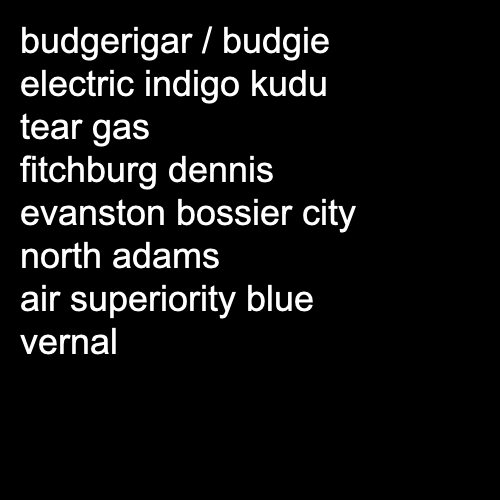 budgerigar / budgie
electric indigo kudu
tear gas
fitchburg dennis
evanston bossier city
north adams
air superiority blue
vernal